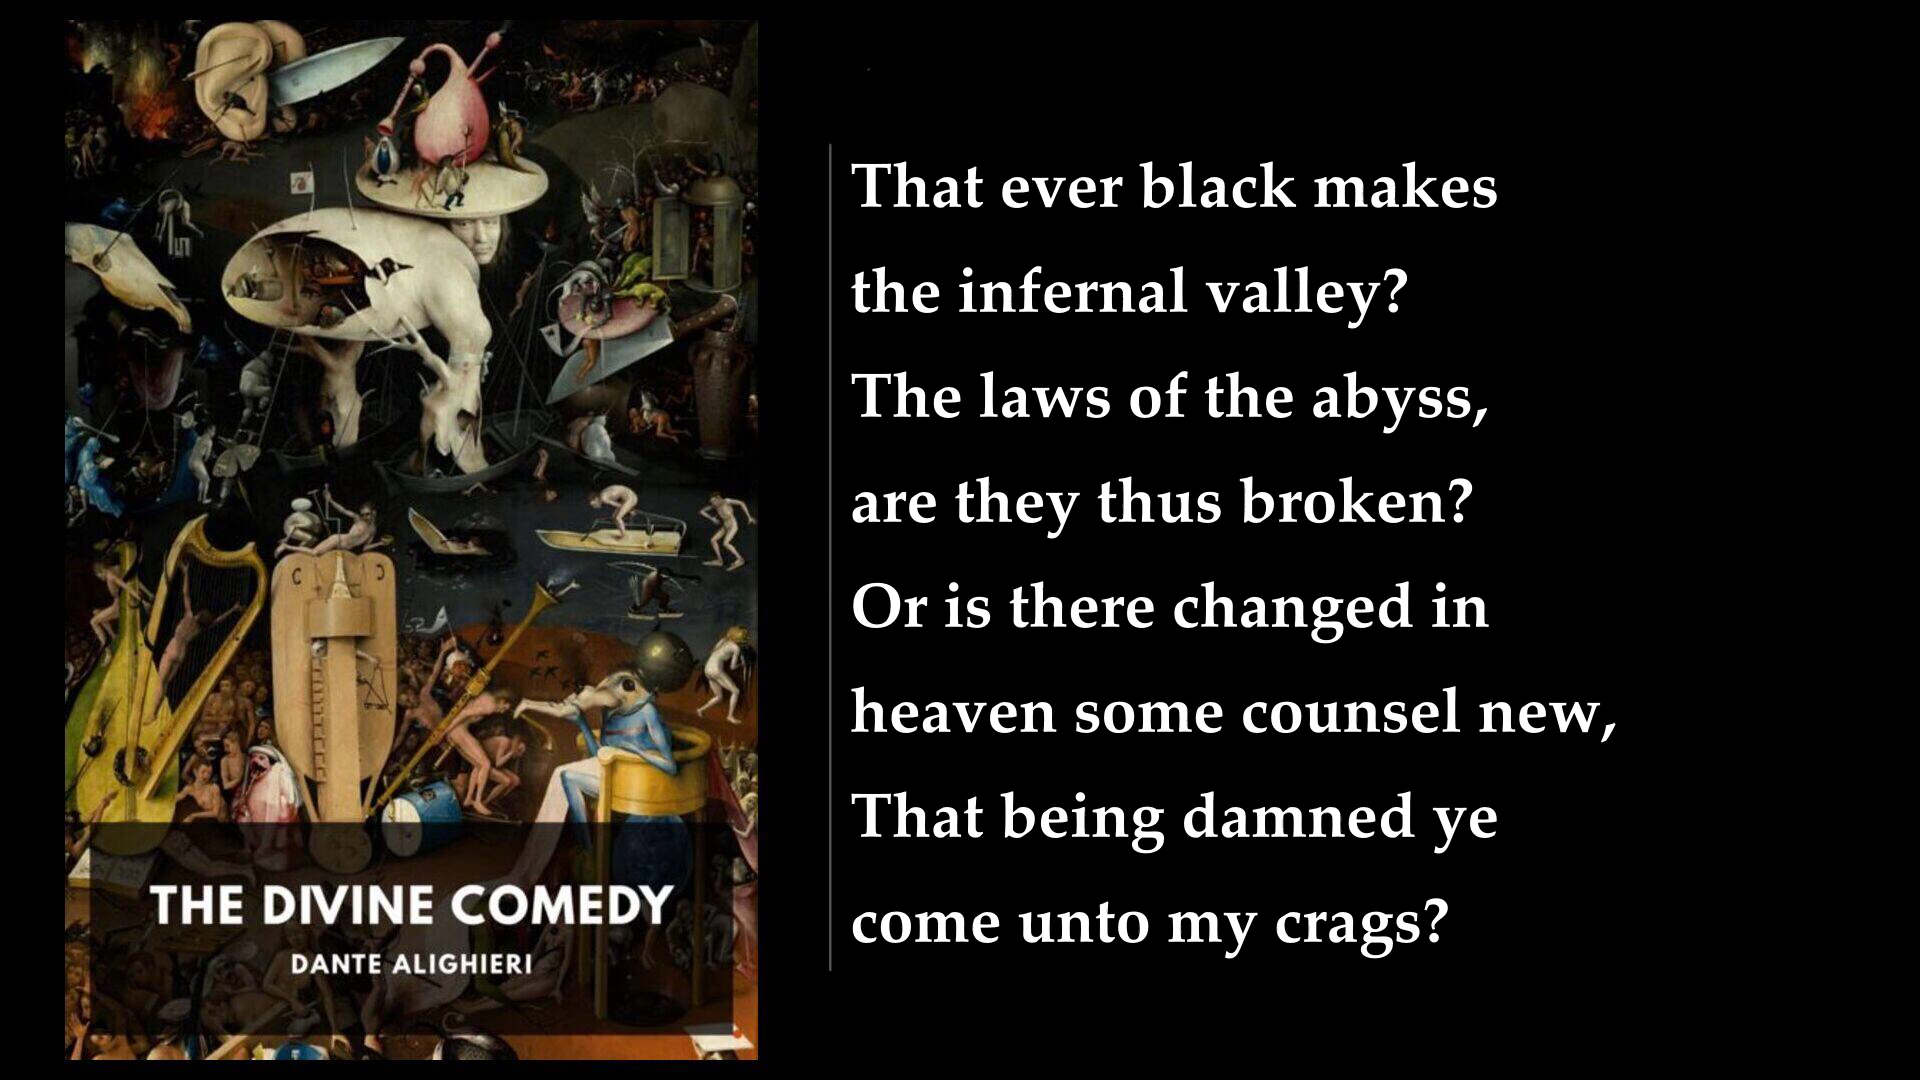 That ever black makes
the infernal valley?
The laws of the abyss,
are they thus broken?
Or is there changed in
heaven some counsel new,
That being damned ye
come unto my crags?
THE DIVINE COMEDY
DANTE ALIGHIERI